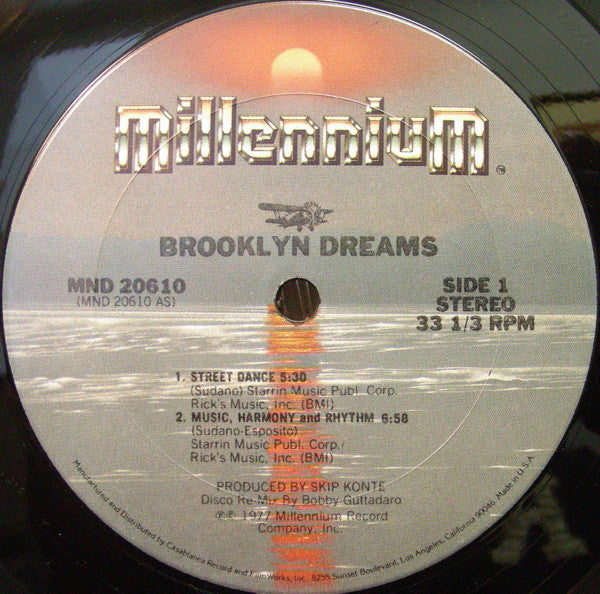 millennium
TM
BROOKLYN DREAMS
MND 20610
(MND 20610 AS)
SIDE 1
STEREO
33 1/3 RPM
1. STREET DANCE 5:30
(Sudano) Starrin Music Publ. Corp.
Rick's Music, Inc. (BMI)
2. MUSIC, HARMONY and RHYTHM 6:58
(Sudano-Esposito)
Starrin Music Publ. Corp./
Rick's Music, Inc. (BMI)
PRODUCED BY SKIP KONTE
Disco Re-Mix By Bobby Guttadaro
℗© 1977 Millennium Record
Company, Inc.
Manufactured and Distributed by Casablanca Record and FilmWorks, Inc., 8255 Sunset Boulevard, Los Angeles, California 90046, Made in U.S.A.